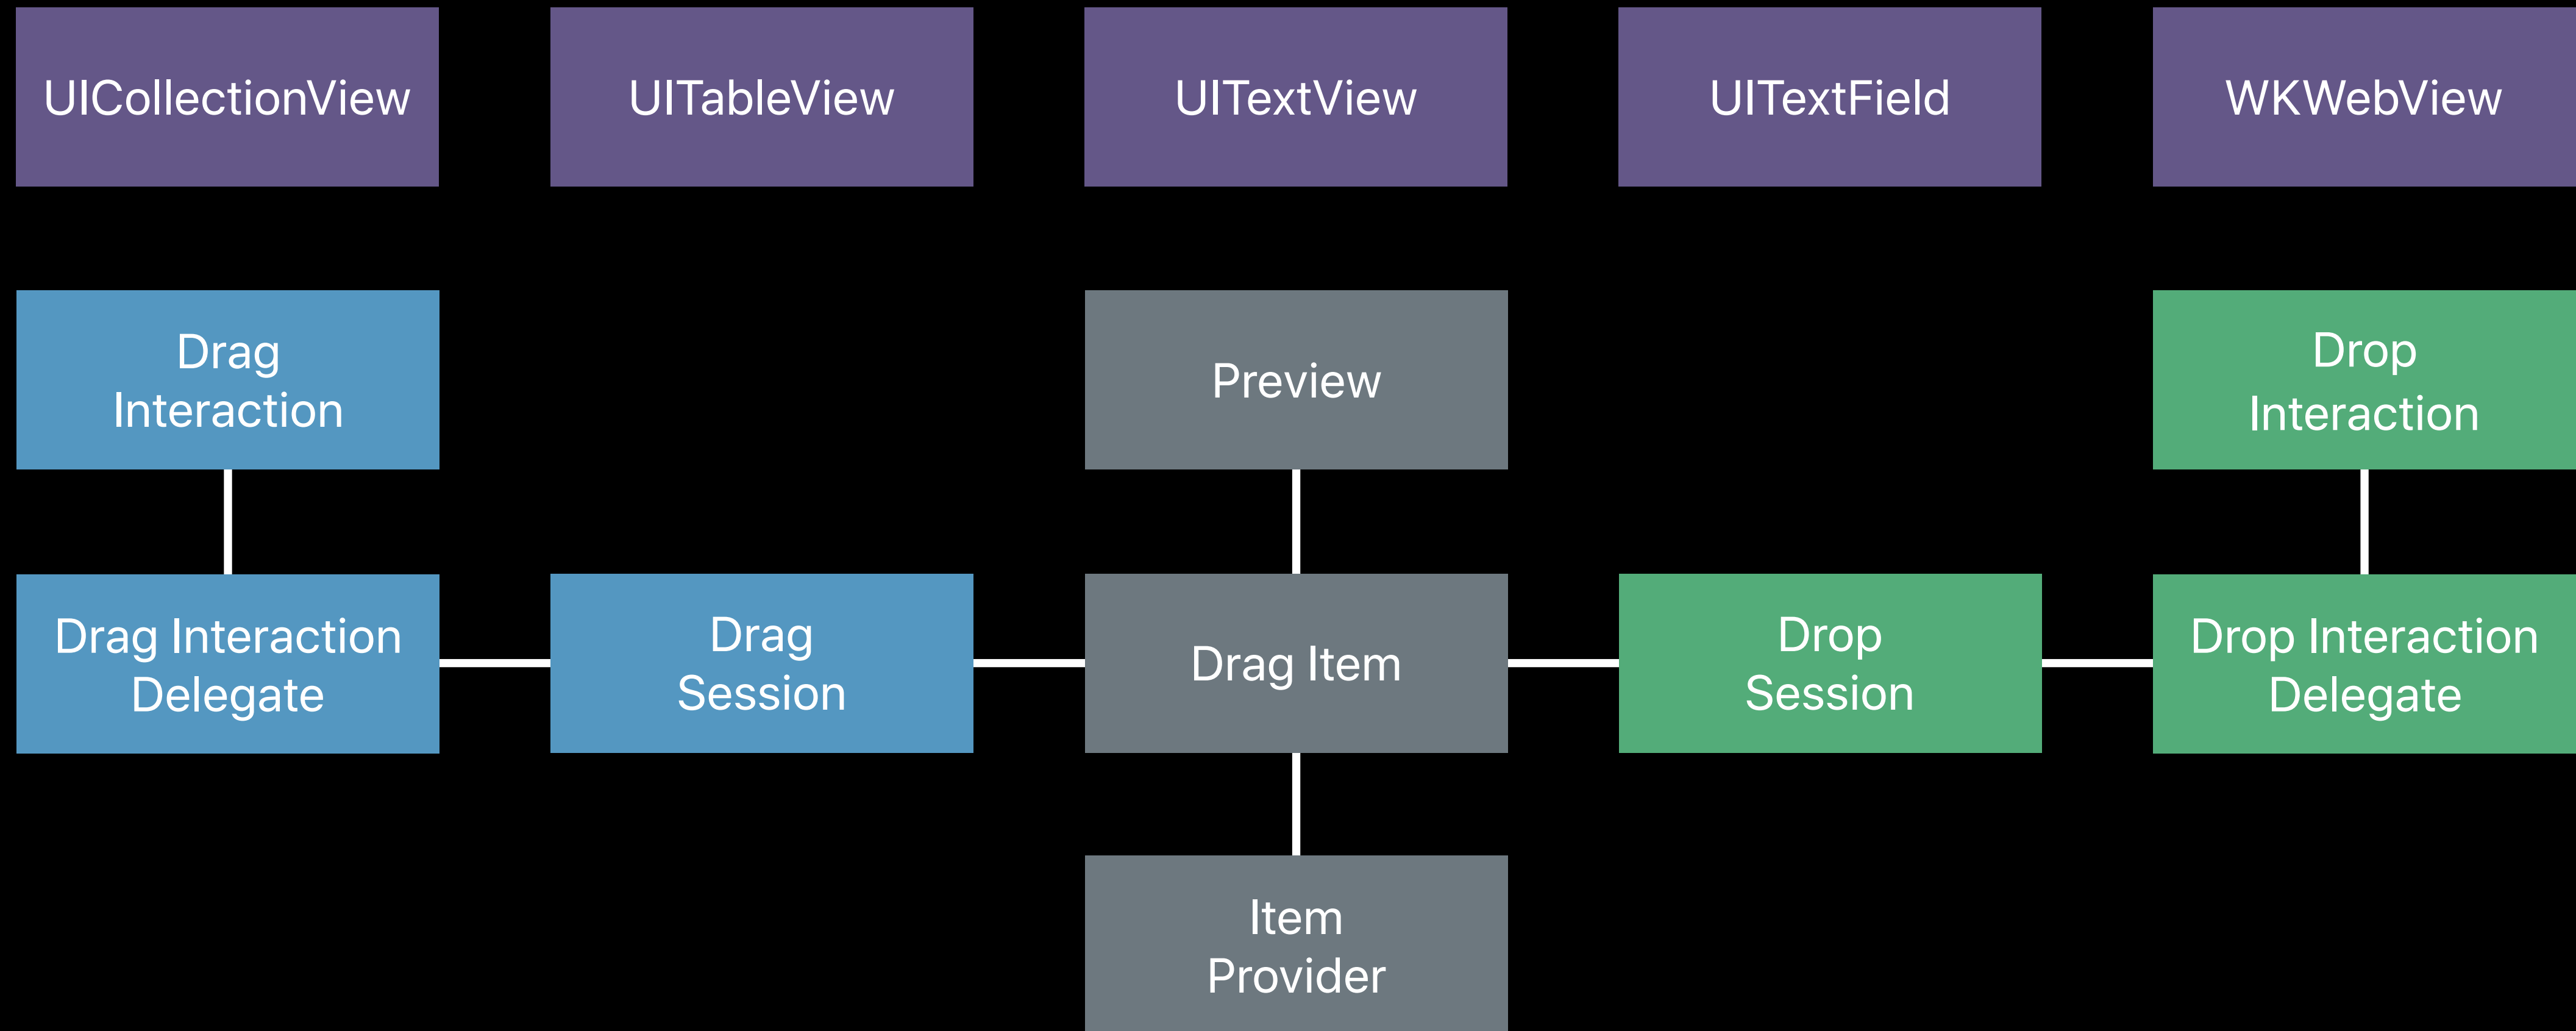 UICollectionView
UITableView
UITextView
UITextField
WKWebView
Drag
Interaction
Preview
Drop
Interaction
Drag Interaction
Delegate
Drag
Session
Drag Item
Drop
Session
Drop Interaction
Delegate
Item
Provider